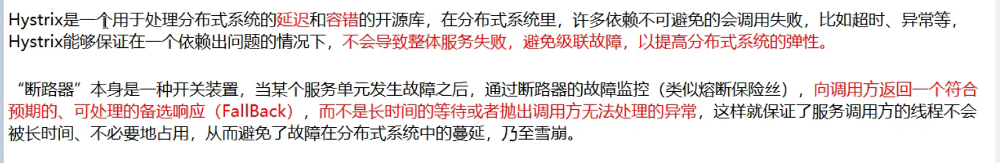 Hystrix是一个用于处理分布式系统的延迟和容错的开源库，在分布式系统里，许多依赖不可避免的会调用失败，比如超时、异常等，
Hystrix能够保证在一个依赖出问题的情况下，不会导致整体服务失败，避免级联故障，以提高分布式系统的弹性。
“断路器”本身是一种开关装置，当某个服务单元发生故障之后，通过断路器的故障监控（类似熔断保险丝），向调用方返回一个符合
预期的、可处理的备选响应（FallBack），而不是长时间的等待或者抛出调用方无法处理的异常，这样就保证了服务调用方的线程不会
被长时间、不必要地占用，从而避免了故障在分布式系统中的蔓延，乃至雪崩。